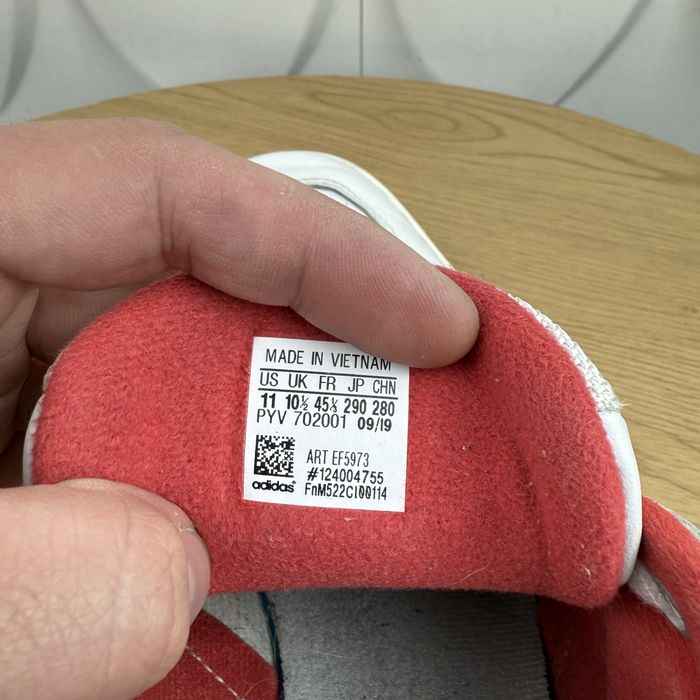 MADE IN VIETNAM
US UK FR JP CHN
11 10½ 45⅓ 290 280
PYV 702001 09/19
ART EF5973
#124004755
adidas FnM522CI00114